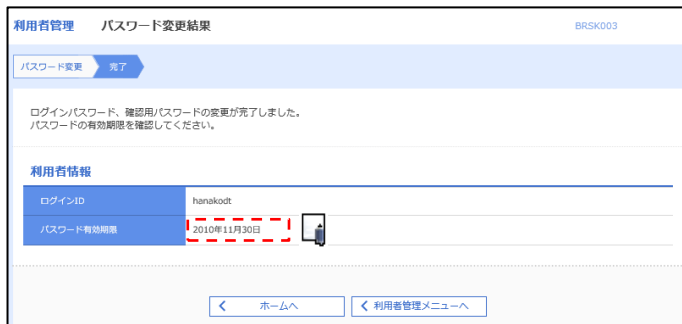 利用者管理 パスワード変更結果 BRSK003
パスワード変更 完了
ログインパスワード、確認用パスワードの変更が完了しました。
パスワードの有効期限を確認してください。
利用者情報
ログインID hanakodt
パスワード有効期限 2010年11月30日
ホームへ 利用者管理メニューへ